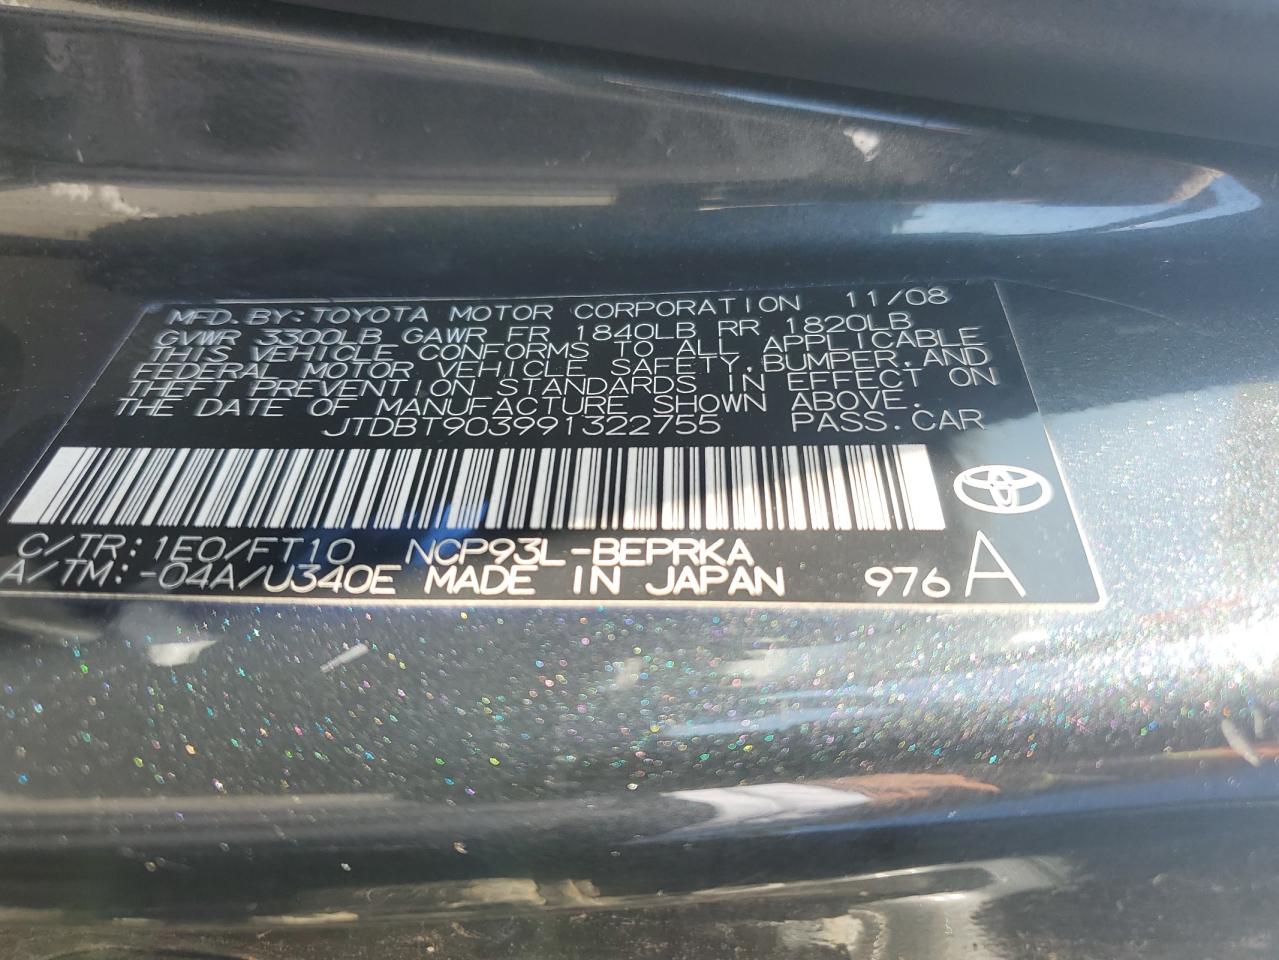 MFD.BY:TOYOTA MOTOR CORPORATION 11/08
GVWR 3300LB GAWR FR 1840LB RR 1820LB
THIS VEHICLE CONFORMS TO ALL APPLICABLE
FEDERAL MOTOR VEHICLE SAFETY,BUMPER,AND
THEFT PREVENTION STANDARDS IN EFFECT ON
THE DATE OF MANUFACTURE SHOWN ABOVE.
JTDBT903991322755 PASS.CAR
C/TR:1E0/FT10 NCP93L-BEPRKA
A/TM:-04A/U340E MADE IN JAPAN 976 A